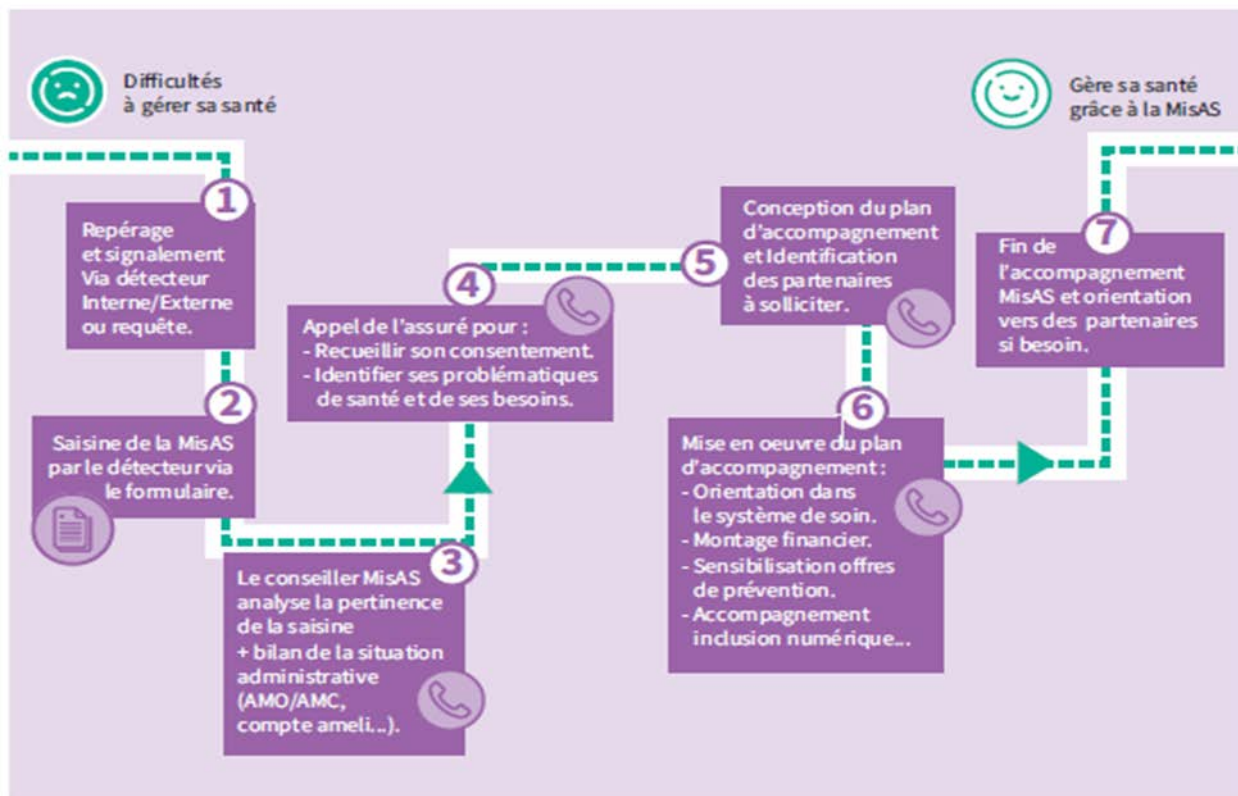 Difficultés
à gérer sa santé
1
Repérage
et signalement
Via détecteur
Interne/Externe
ou requête.
2
Saisine de la MisAS
par le détecteur via
le formulaire.
3
Le conseiller MisAS
analyse la pertinence
de la saisine
+ bilan de la situation
administrative
(AMO/AMC,
compte ameli...).
4
Appel de l'assuré pour :
- Recueillir son consentement.
- Identifier ses problématiques
de santé et de ses besoins.
5
Conception du plan
d'accompagnement
et Identification
des partenaires
à solliciter.
6
Mise en oeuvre du plan
d'accompagnement :
- Orientation dans
le système de soin.
- Montage financier.
- Sensibilisation offres
de prévention.
- Accompagnement
inclusion numérique...
7
Fin de
l'accompagnement
MisAS et orientation
vers des partenaires
si besoin.
Gère sa santé
grâce à la MisAS